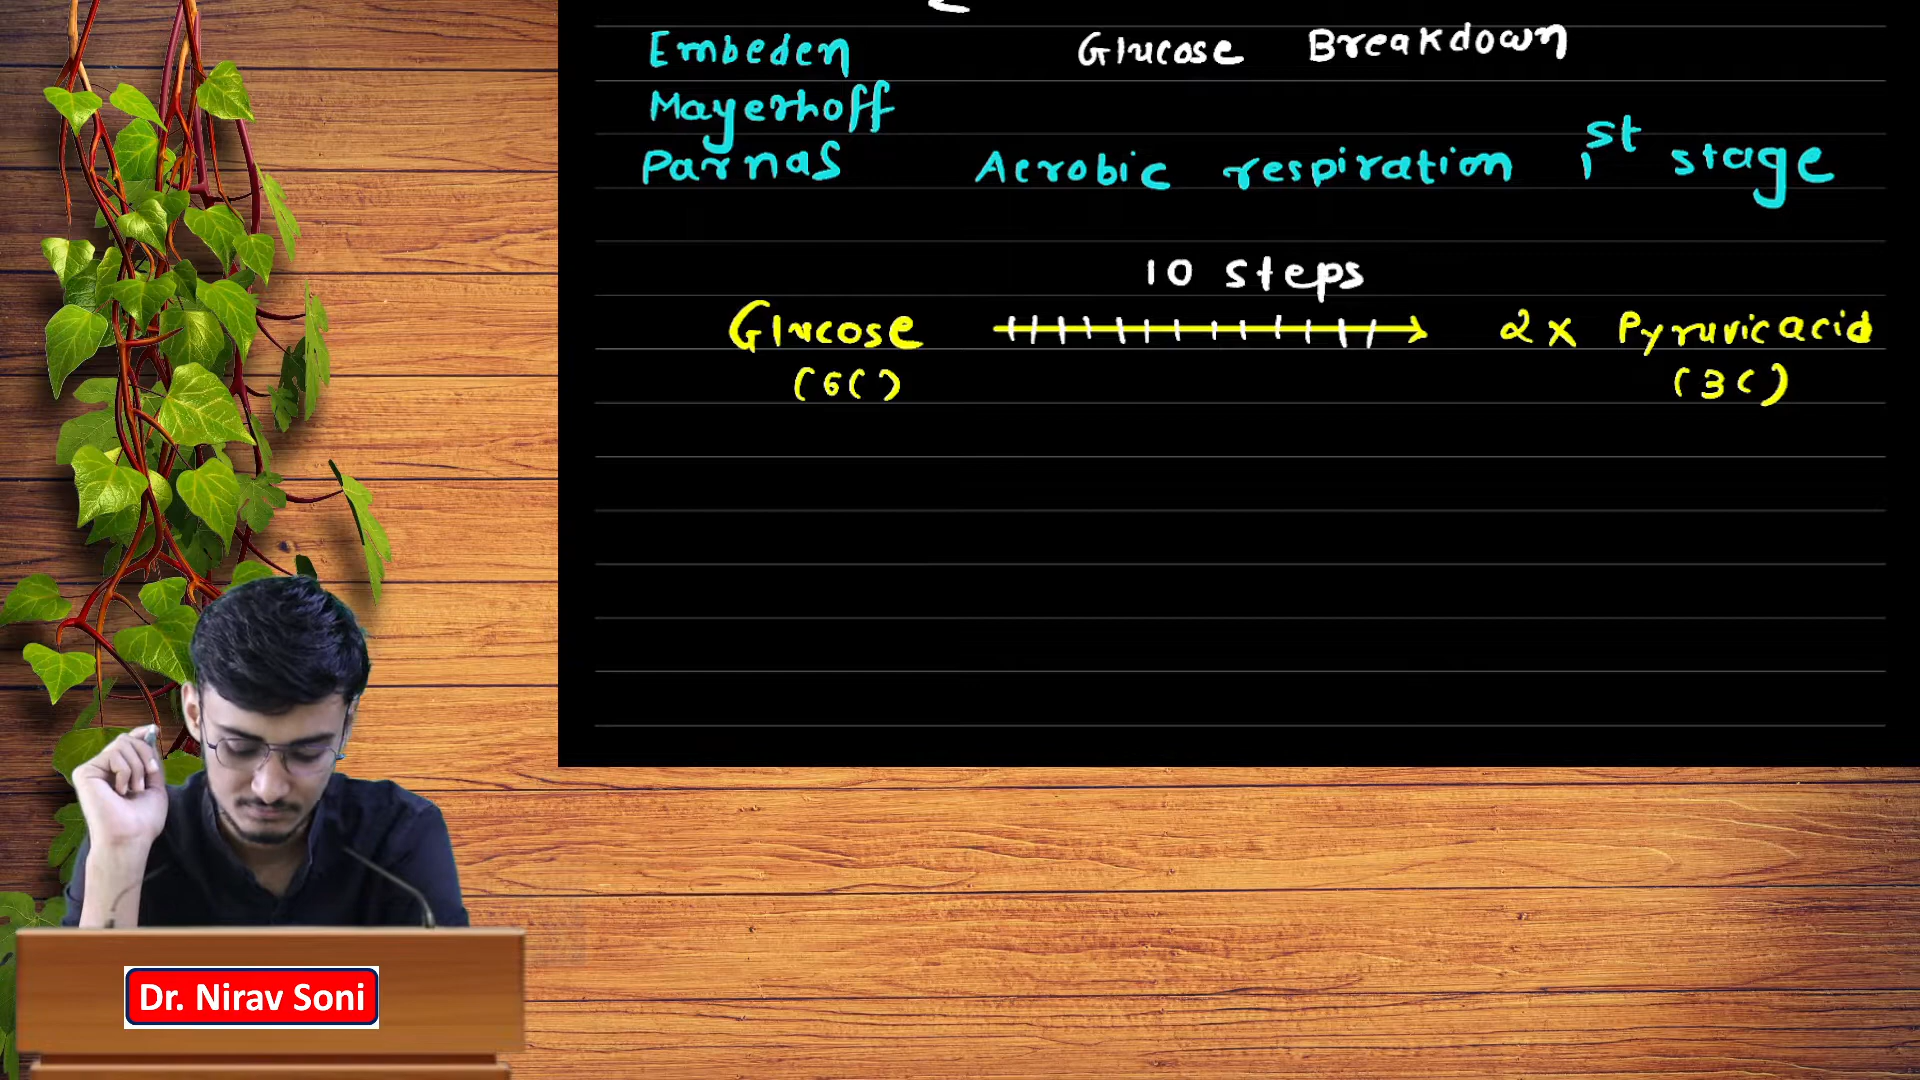 Embeden Glucose Breakdown
Mayerhoff
Parnas Aerobic respiration 1st stage
10 steps
Glucose 2x Pyruvic acid
(6C) (3C)
Dr. Nirav Soni